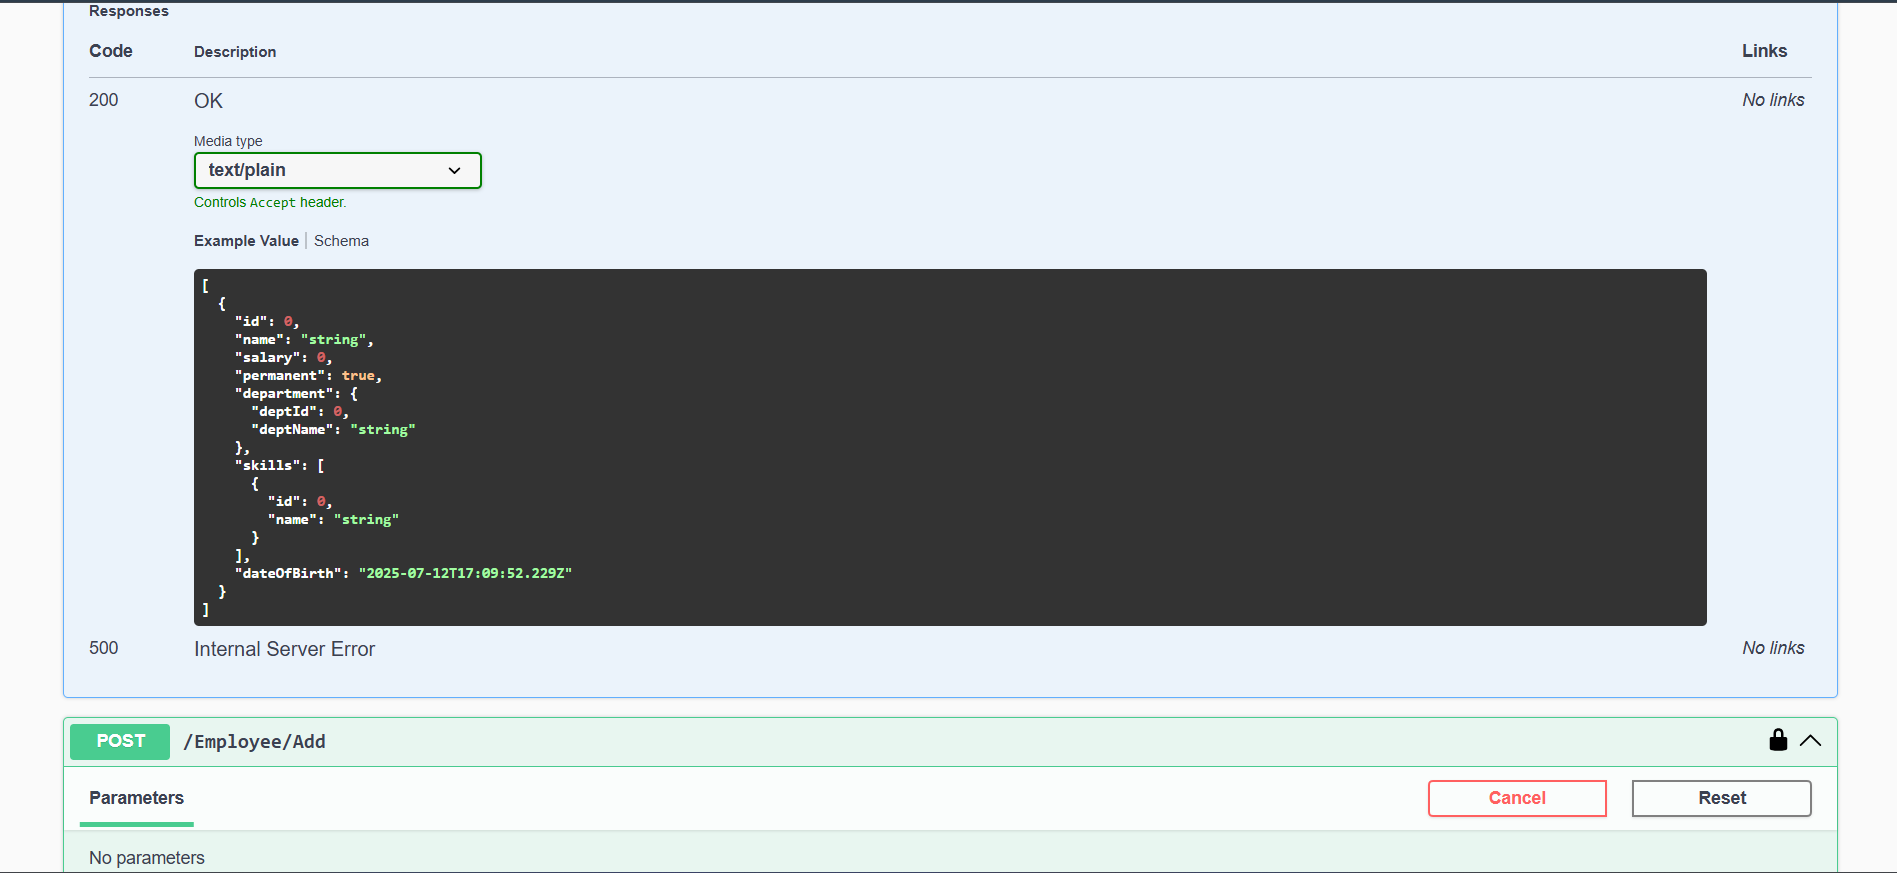 Responses
Code Description Links
200 OK No links
Media type
text/plain
Controls Accept header.
Example Value Schema
[
  {
    "id": 0,
    "name": "string",
    "salary": 0,
    "permanent": true,
    "department": {
      "deptId": 0,
      "deptName": "string"
    },
    "skills": [
      {
        "id": 0,
        "name": "string"
      }
    ],
    "dateOfBirth": "2025-07-12T17:09:52.229Z"
  }
]
500 Internal Server Error No links
POST /Employee/Add
Parameters Cancel Reset
No parameters